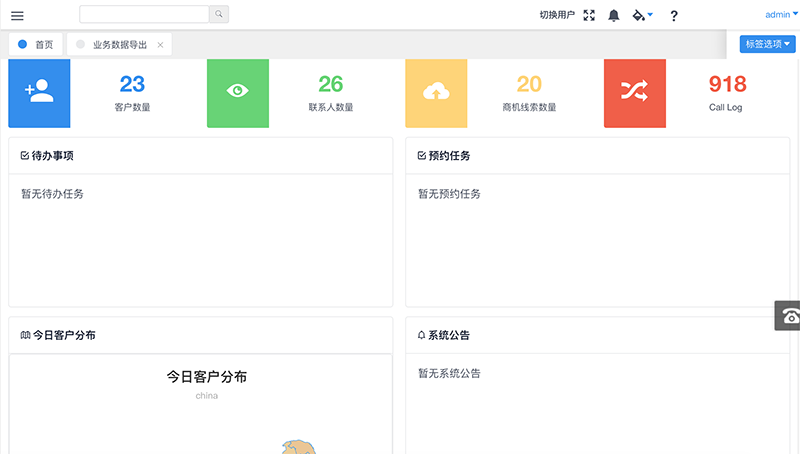 切换用户
?
admin
首页
业务数据导出
标签选项
23
客户数量
26
联系人数量
20
商机线索数量
918
Call Log
待办事项
预约任务
暂无待办任务
暂无预约任务
今日客户分布
系统公告
今日客户分布
china
暂无系统公告